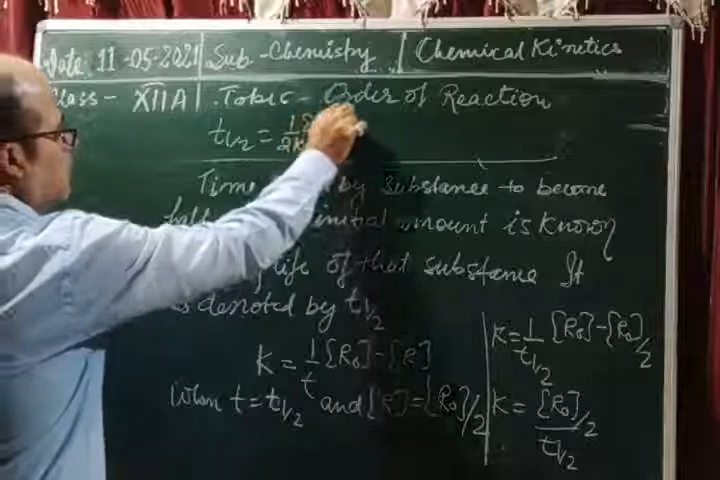 Date 11-05-2021 | Sub-Chemistry | Chemical Kinetics
Class- XIIA | Topic - Order of Reaction
t1/2 =
Time by substance to become
initial amount is known
life of that substance It
is denoted by t1/2
K = 1/t [R₀]-[R]
When t = t1/2 and [R]=[R₀]/2
K = 1/t1/2 [R₀]-[R₀]/2
K = [R₀]/2 / t1/2